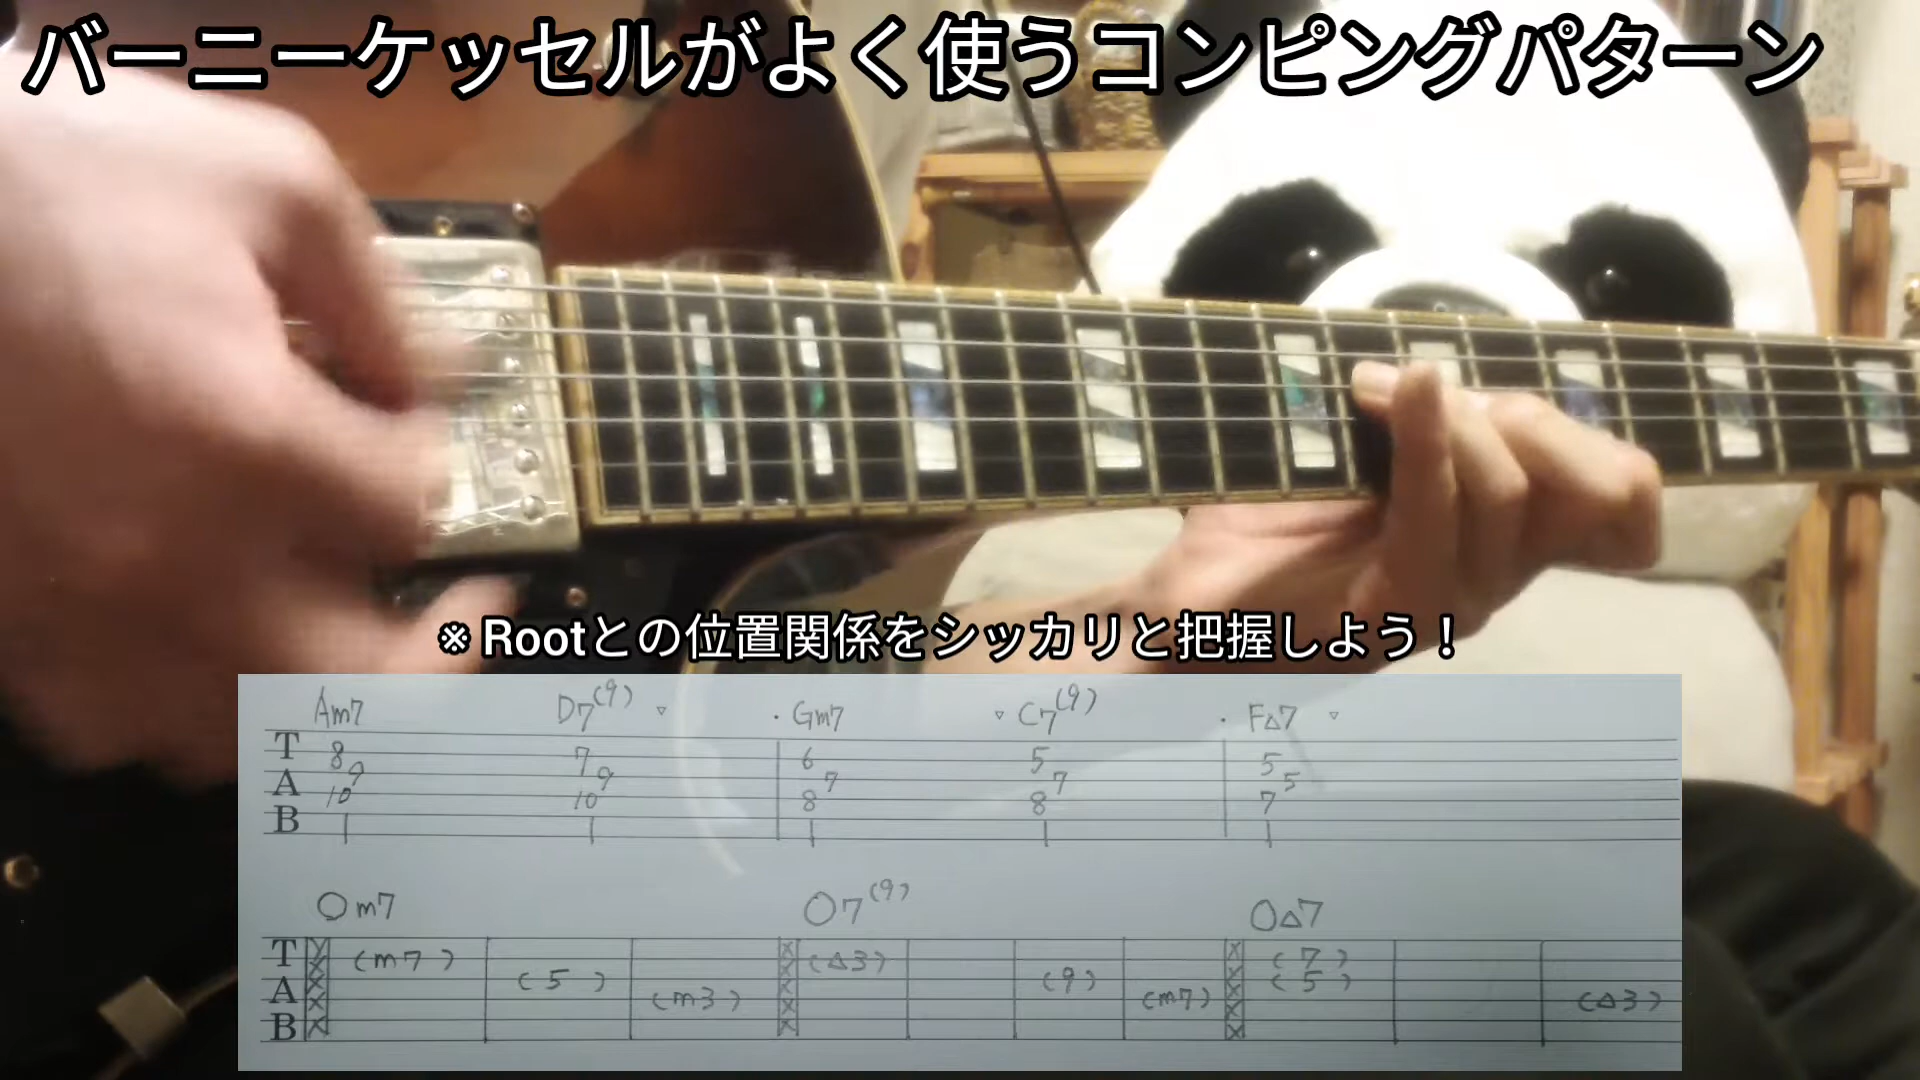 バーニーケッセルがよく使うコンピングパターン
※ Rootとの位置関係をシッカリと把握しよう！
Am7 D7(9) ▿ · Gm7 ▿ C7(9) · F△7 ▿
T 8 7 6 5 5
9 9 7 7 5
A 10 10 8 8 7
B
○m7 ○7(9) ○△7
T (m7) (△3) (7)
(5) (9) (5)
A (m3) (m7) (△3)
B